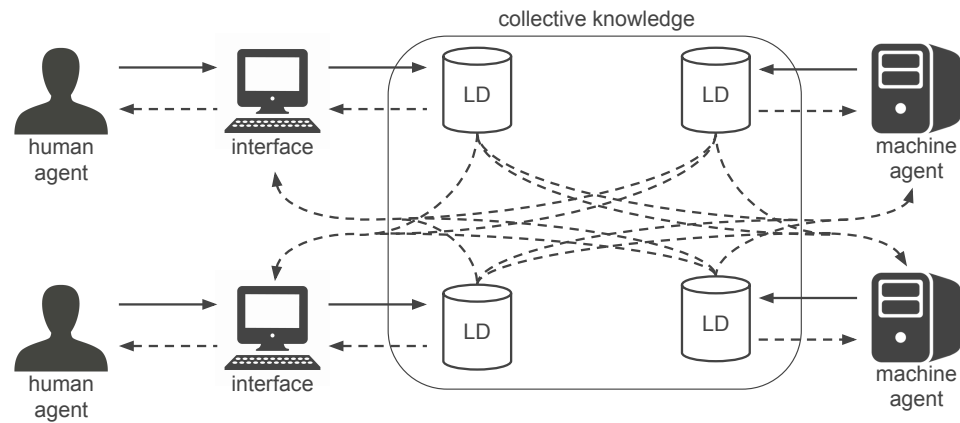 collective knowledge
LD
LD
human
agent
interface
machine
agent
LD
LD
human
agent
interface
machine
agent